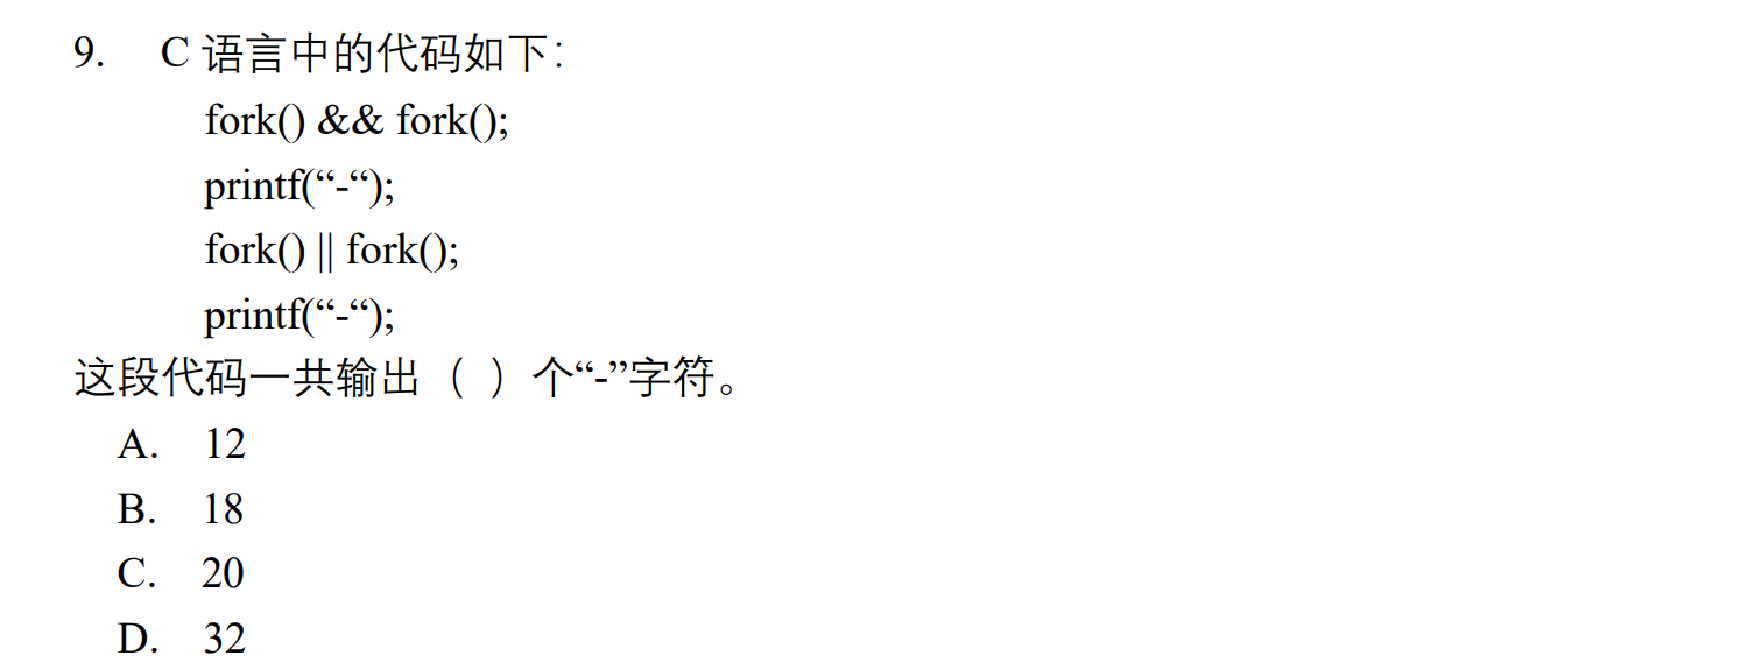 9. C 语言中的代码如下：
fork() && fork();
printf(“-“);
fork() || fork();
printf(“-“);
这段代码一共输出（ ）个“-”字符。
A. 12
B. 18
C. 20
D. 32